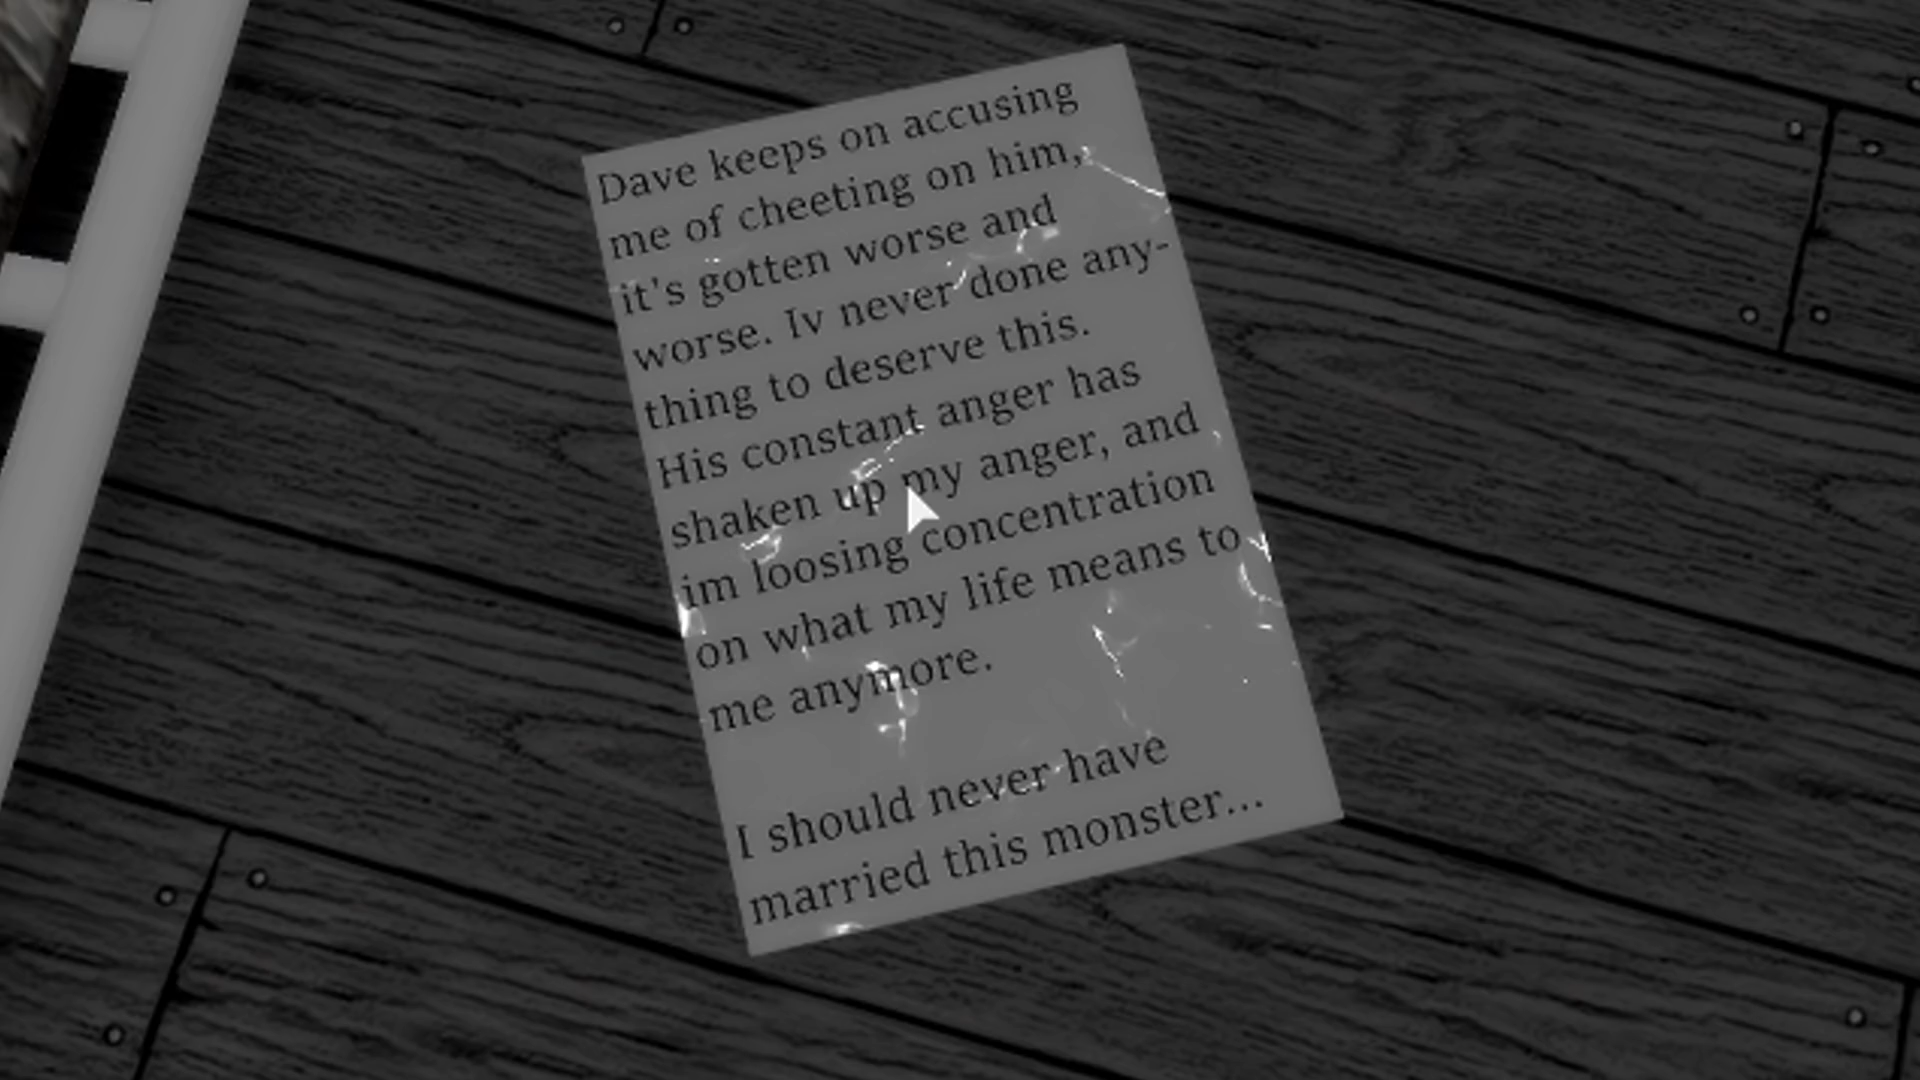 Dave keeps on accusing
me of cheeting on him,
it's gotten worse and
worse. Iv never done any-
thing to deserve this.
His constant anger has
shaken up my anger, and
im loosing concentration
on what my life means to
me anymore.
I should never have
married this monster...